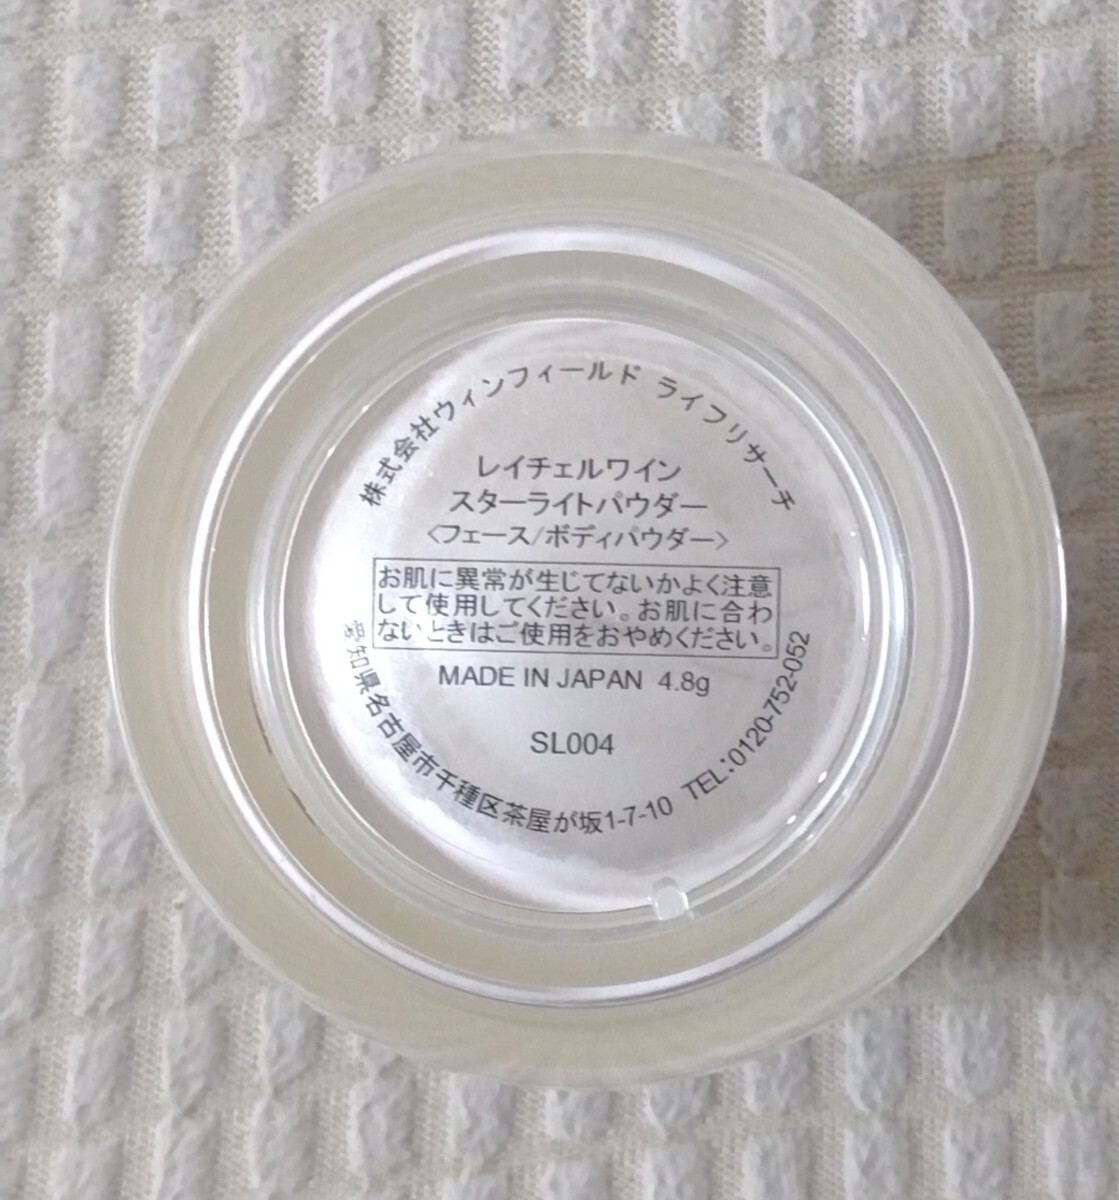 株式会社ウィンフィールド ライフリサーチ
レイチェルワイン
スターライトパウダー
〈フェース/ボディパウダー〉
お肌に異常が生じてないかよく注意
して使用してください。お肌に合わ
ないときはご使用をおやめください。
MADE IN JAPAN 4.8g
SL004
愛知県名古屋市千種区茶屋が坂1-7-10 TEL:0120-752-052